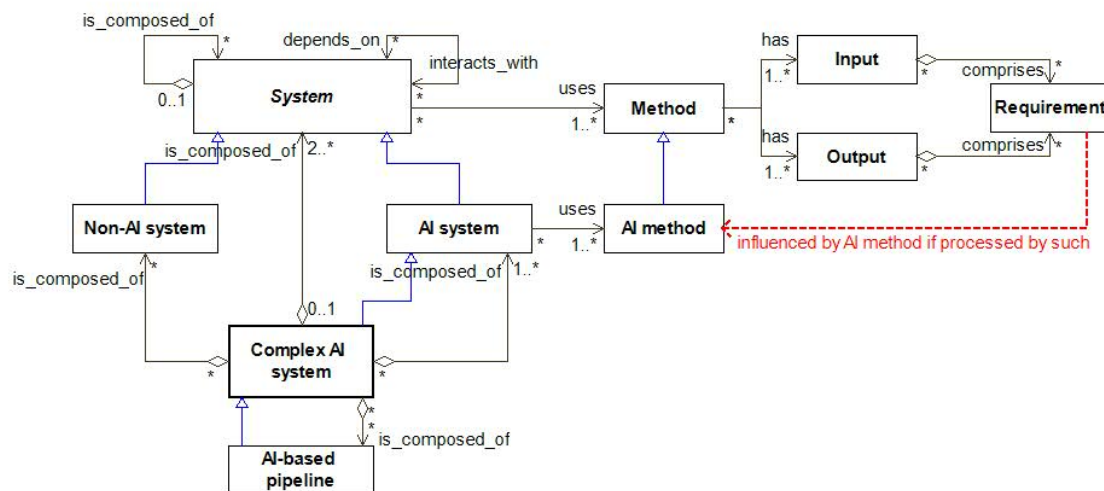 is_composed_of
*
depends_on
*
interacts_with
0..1
System
*
*
uses
1..*
Method
*
has
1..*
Input
*
comprises
*
Requirement
has
1..*
Output
*
comprises
*
is_composed_of
2..*
Non-AI system
AI system
*
uses
1..*
AI method
influenced by AI method if processed by such
is_composed_of
*
is_composed_of
1..*
0..1
Complex AI
system
*
*
*
*
is_composed_of
AI-based
pipeline